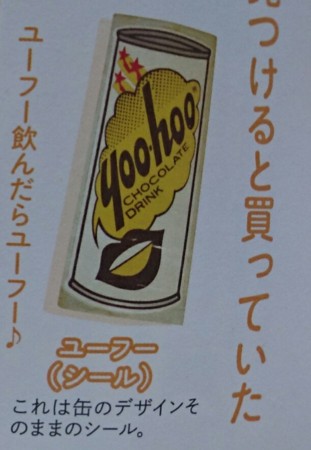 見つけると買っていた
yoo-hoo
CHOCOLATE
DRINK
ユーフー飲んだらユーフー♪
ユーフー
(シール)
これは缶のデザインそ
のままのシール。